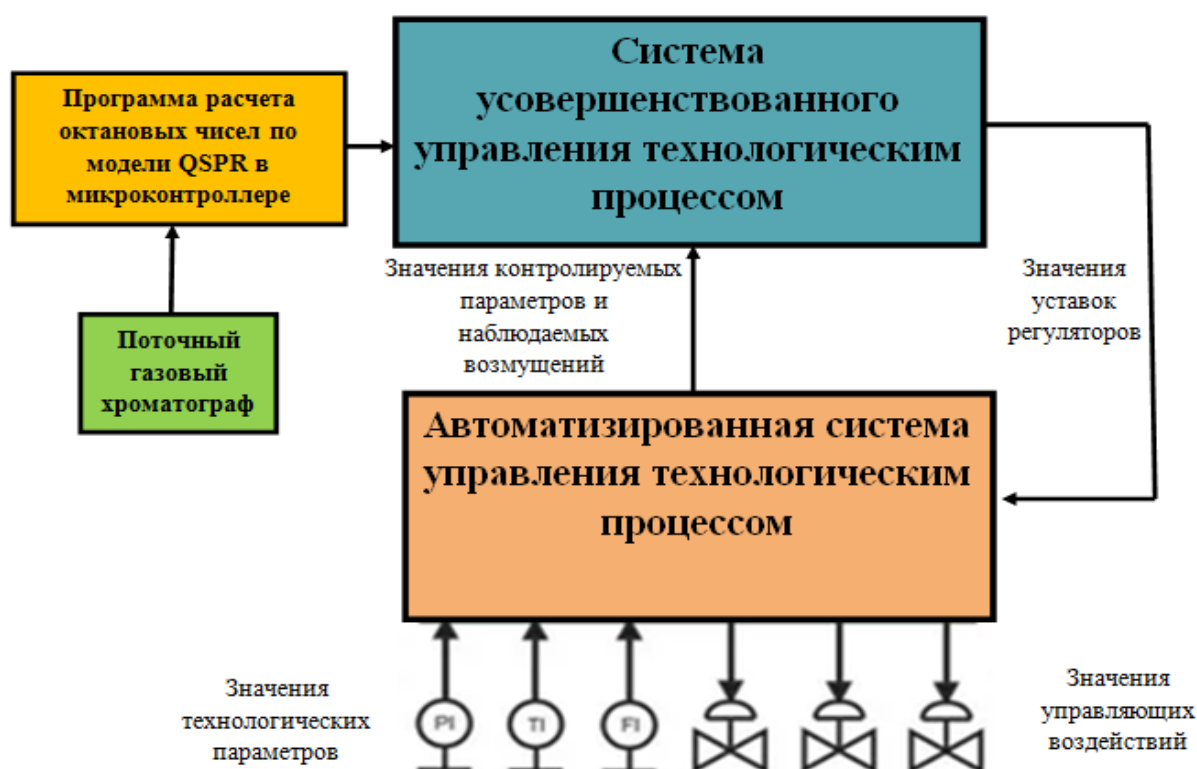 Система
усовершенствованного
управления технологическим
процессом
Программа расчета
октановых чисел по
модели QSPR в
микроконтроллере
Значения контролируемых
параметров и
наблюдаемых
возмущений
Значения
уставок
регуляторов
Поточный
газовый
хроматограф
Автоматизированная система
управления технологическим
процессом
Значения
технологических
параметров
PI
TI
FI
Значения
управляющих
воздействий